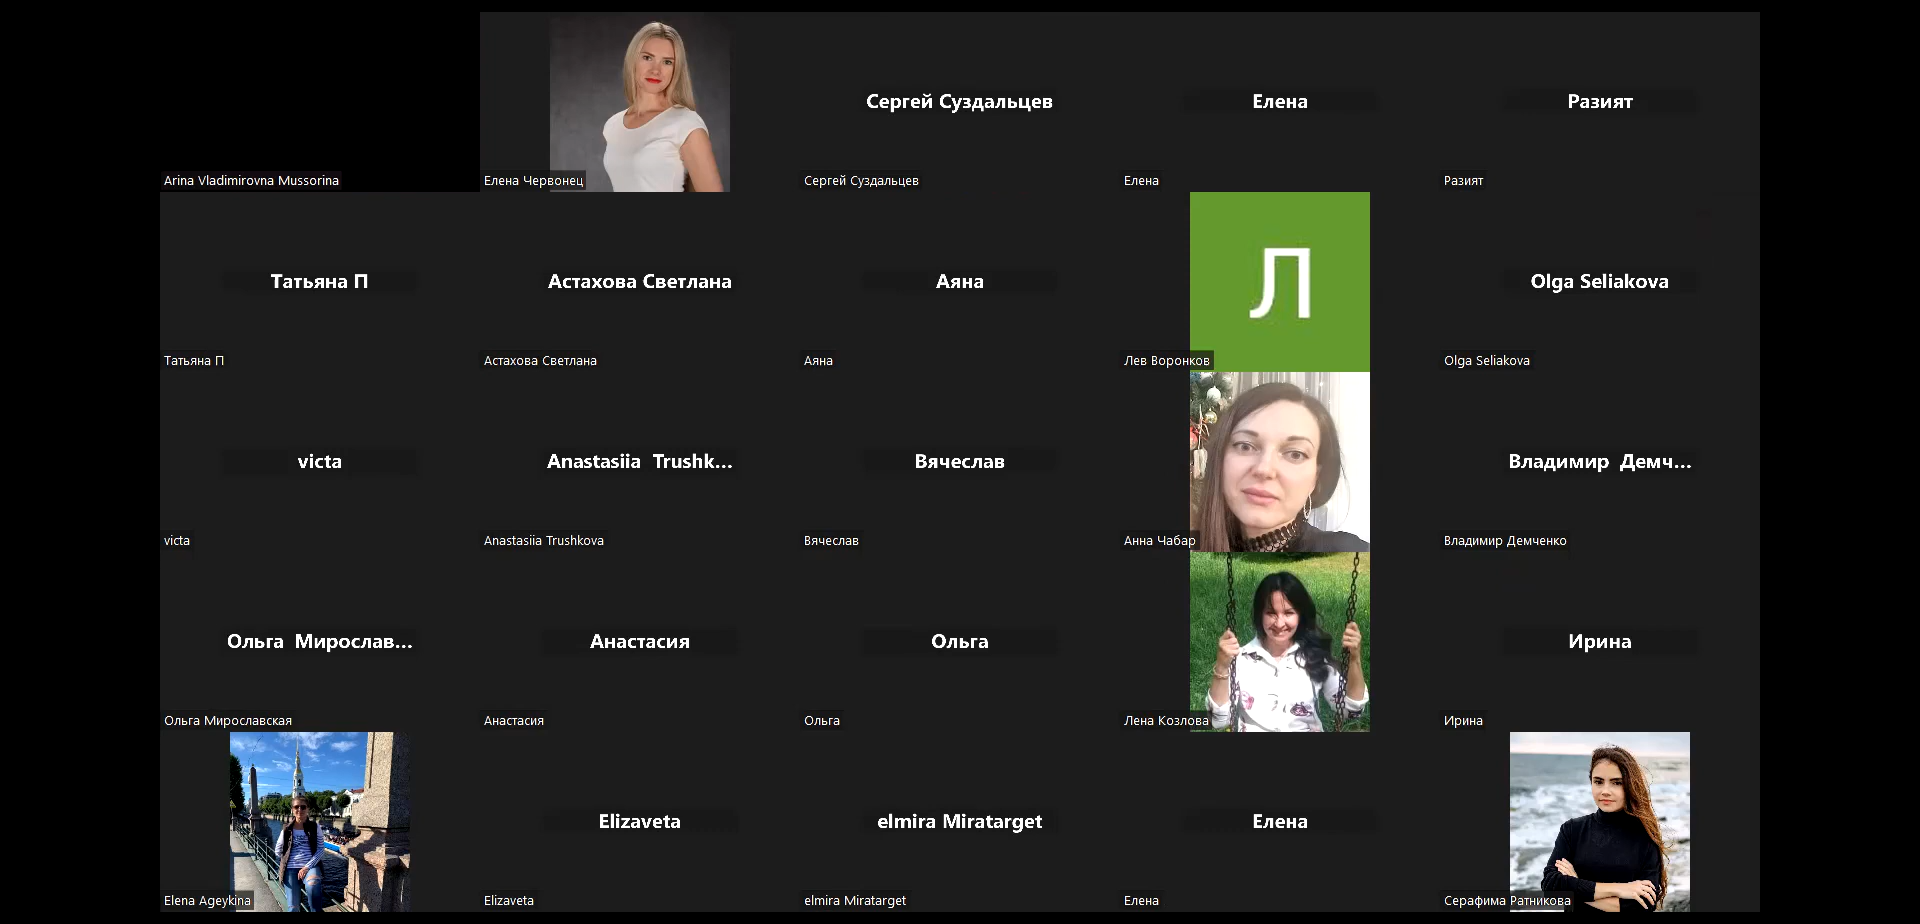 Arina Vladimirovna Mussorina
Елена Червонец
Сергей Суздальцев
Сергей Суздальцев
Елена
Елена
Разият
Разият
Татьяна П
Татьяна П
Астахова Светлана
Астахова Светлана
Аяна
Аяна
Л
Лев Воронков
Olga Seliakova
Olga Seliakova
victa
victa
Anastasiia Trushk...
Anastasiia Trushkova
Вячеслав
Вячеслав
Анна Чабар
Владимир Демч...
Владимир Демченко
Ольга Мирослав...
Ольга Мирославская
Анастасия
Анастасия
Ольга
Ольга
Лена Козлова
Ирина
Ирина
Elena Ageykina
Elizaveta
Elizaveta
elmira Miratarget
elmira Miratarget
Елена
Елена
Серафима Ратникова